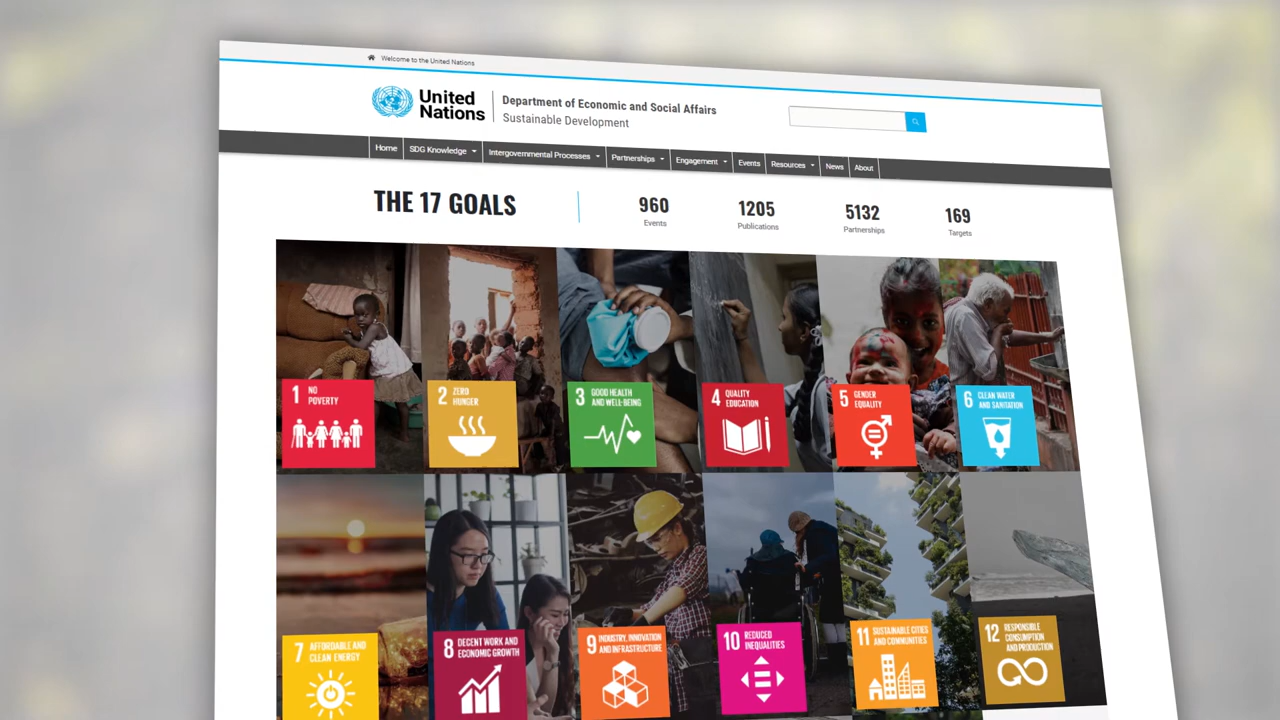 Welcome to the United Nations
United
Nations
Department of Economic and Social Affairs
Sustainable Development
Home
SDG Knowledge
Intergovernmental Processes
Partnerships
Engagement
Events
Resources
News
About
THE 17 GOALS
960
Events
1205
Publications
5132
Partnerships
169
Targets
1 NO
POVERTY
2 ZERO
HUNGER
3 GOOD HEALTH
AND WELL-BEING
4 QUALITY
EDUCATION
5 GENDER
EQUALITY
6 CLEAN WATER
AND SANITATION
7 AFFORDABLE AND
CLEAN ENERGY
8 DECENT WORK AND
ECONOMIC GROWTH
9 INDUSTRY, INNOVATION
AND INFRASTRUCTURE
10 REDUCED
INEQUALITIES
11 SUSTAINABLE CITIES
AND COMMUNITIES
12 RESPONSIBLE
CONSUMPTION
AND PRODUCTION